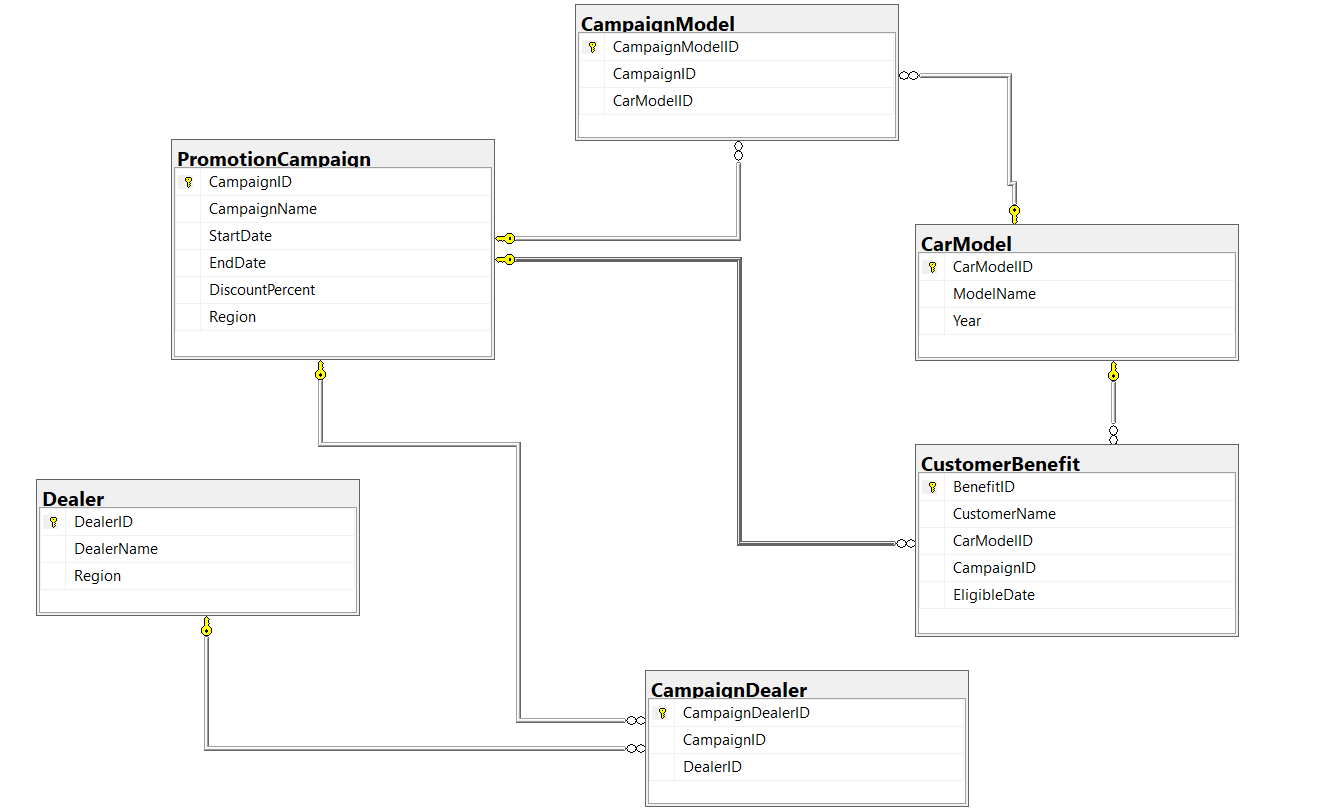 CampaignModel
CampaignModelID
CampaignID
CarModelID
PromotionCampaign
CampaignID
CampaignName
StartDate
EndDate
DiscountPercent
Region
CarModel
CarModelID
ModelName
Year
Dealer
DealerID
DealerName
Region
CustomerBenefit
BenefitID
CustomerName
CarModelID
CampaignID
EligibleDate
CampaignDealer
CampaignDealerID
CampaignID
DealerID